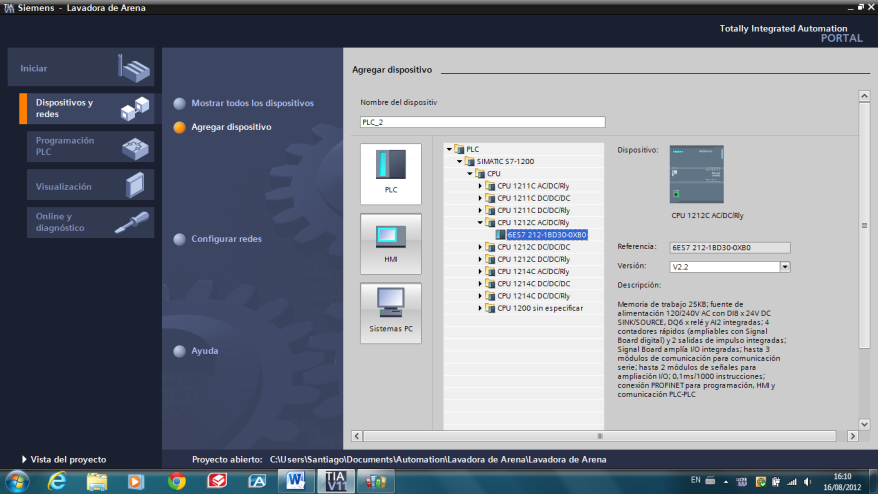 Siemens - Lavadora de Arena
Totally Integrated Automation
PORTAL
Iniciar
Dispositivos y
redes
Programación
PLC
Visualización
Online y
diagnóstico
Mostrar todos los dispositivos
Agregar dispositivo
Configurar redes
Ayuda
Agregar dispositivo
Nombre del dispositiv
PLC_2
PLC
HMI
Sistemas PC
PLC
SIMATIC S7-1200
CPU
CPU 1211C AC/DC/Rly
CPU 1211C DC/DC/DC
CPU 1211C DC/DC/Rly
CPU 1212C AC/DC/Rly
6ES7 212-1BD30-0XB0
CPU 1212C DC/DC/DC
CPU 1212C DC/DC/Rly
CPU 1214C AC/DC/Rly
CPU 1214C DC/DC/DC
CPU 1214C DC/DC/Rly
CPU 1200 sin especificar
Dispositivo:
CPU 1212C AC/DC/Rly
Referencia: 6ES7 212-1BD30-0XB0
Versión: V2.2
Descripción:
Memoria de trabajo 25KB; fuente de
alimentación 120/240V AC con DI8 x 24V DC
SINK/SOURCE, DQ6 x relé y AI2 integradas; 4
contadores rápidos (ampliables con Signal
Board digital) y 2 salidas de impulso integradas;
Signal Board amplía I/O integradas; hasta 3
módulos de comunicación para comunicación
serie; hasta 2 módulos de señales para
ampliación I/O; 0,1ms/1000 instrucciones;
conexión PROFINET para programación, HMI y
comunicación PLC-PLC
Vista del proyecto
Proyecto abierto: C:\Users\Santiago\Documents\Automation\Lavadora de Arena\Lavadora de Arena
TIA
V11
EN
16:10
16/08/2012